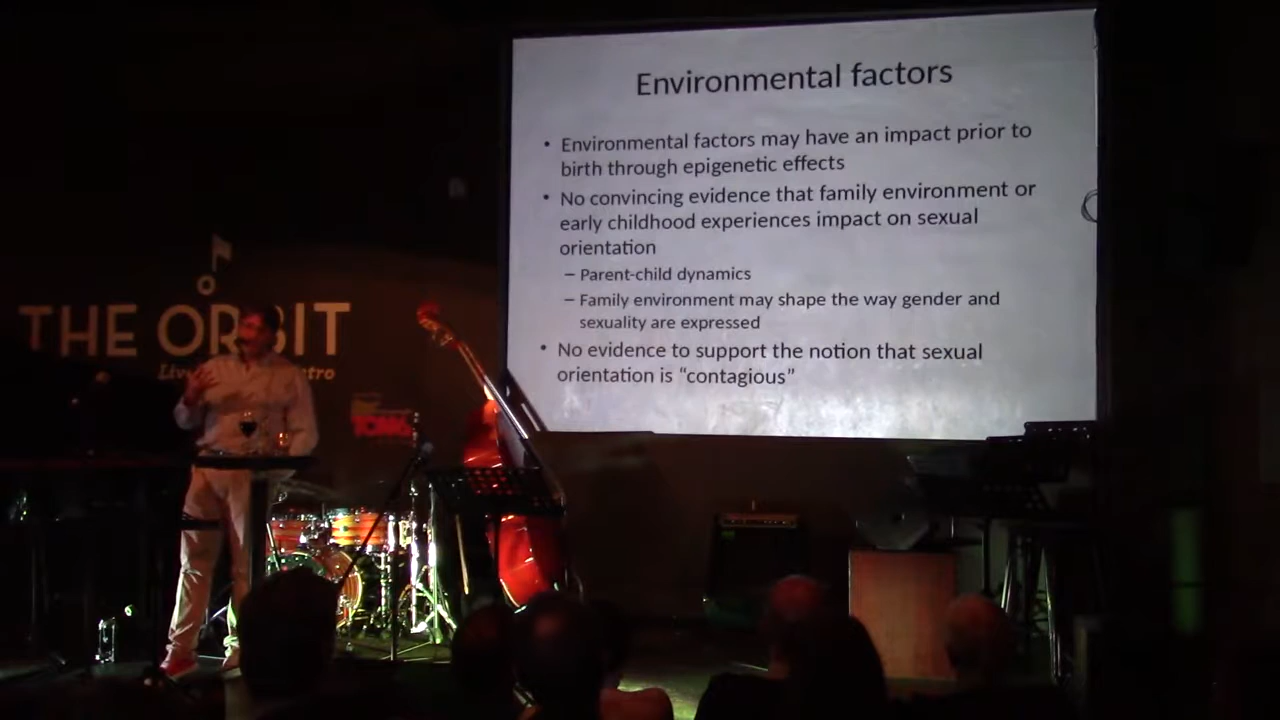 Environmental factors
• Environmental factors may have an impact prior to
birth through epigenetic effects
• No convincing evidence that family environment or
early childhood experiences impact on sexual
orientation
– Parent-child dynamics
– Family environment may shape the way gender and
sexuality are expressed
• No evidence to support the notion that sexual
orientation is “contagious”
THE ORBIT